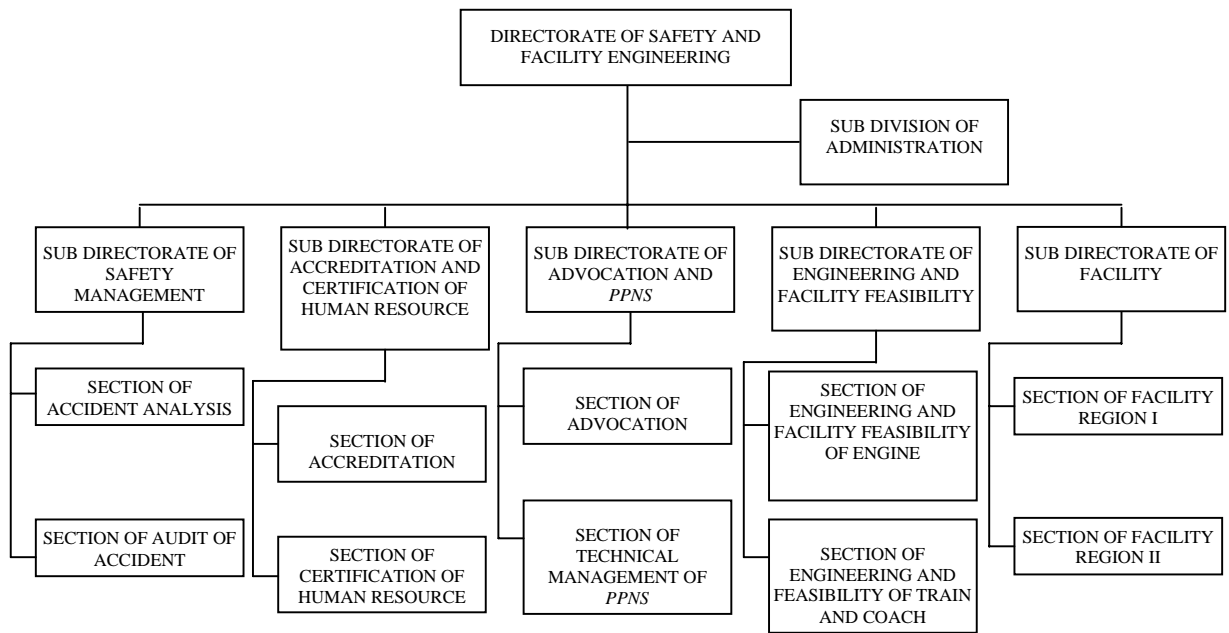 DIRECTORATE OF SAFETY AND
FACILITY ENGINEERING
SUB DIVISION OF
ADMINISTRATION
SUB DIRECTORATE OF
SAFETY
MANAGEMENT
SUB DIRECTORATE OF
ACCREDITATION AND
CERTIFICATION OF
HUMAN RESOURCE
SUB DIRECTORATE OF
ADVOCATION AND
PPNS
SUB DIRECTORATE OF
ENGINEERING AND
FACILITY FEASIBILITY
SUB DIRECTORATE OF
FACILITY
SECTION OF
ACCIDENT ANALYSIS
SECTION OF AUDIT OF
ACCIDENT
SECTION OF
ACCREDITATION
SECTION OF
CERTIFICATION OF
HUMAN RESOURCE
SECTION OF
ADVOCATION
SECTION OF
TECHNICAL
MANAGEMENT OF
PPNS
SECTION OF
ENGINEERING AND
FACILITY FEASIBILITY
OF ENGINE
SECTION OF
ENGINEERING AND
FEASIBILITY OF TRAIN
AND COACH
SECTION OF FACILITY
REGION I
SECTION OF FACILITY
REGION II